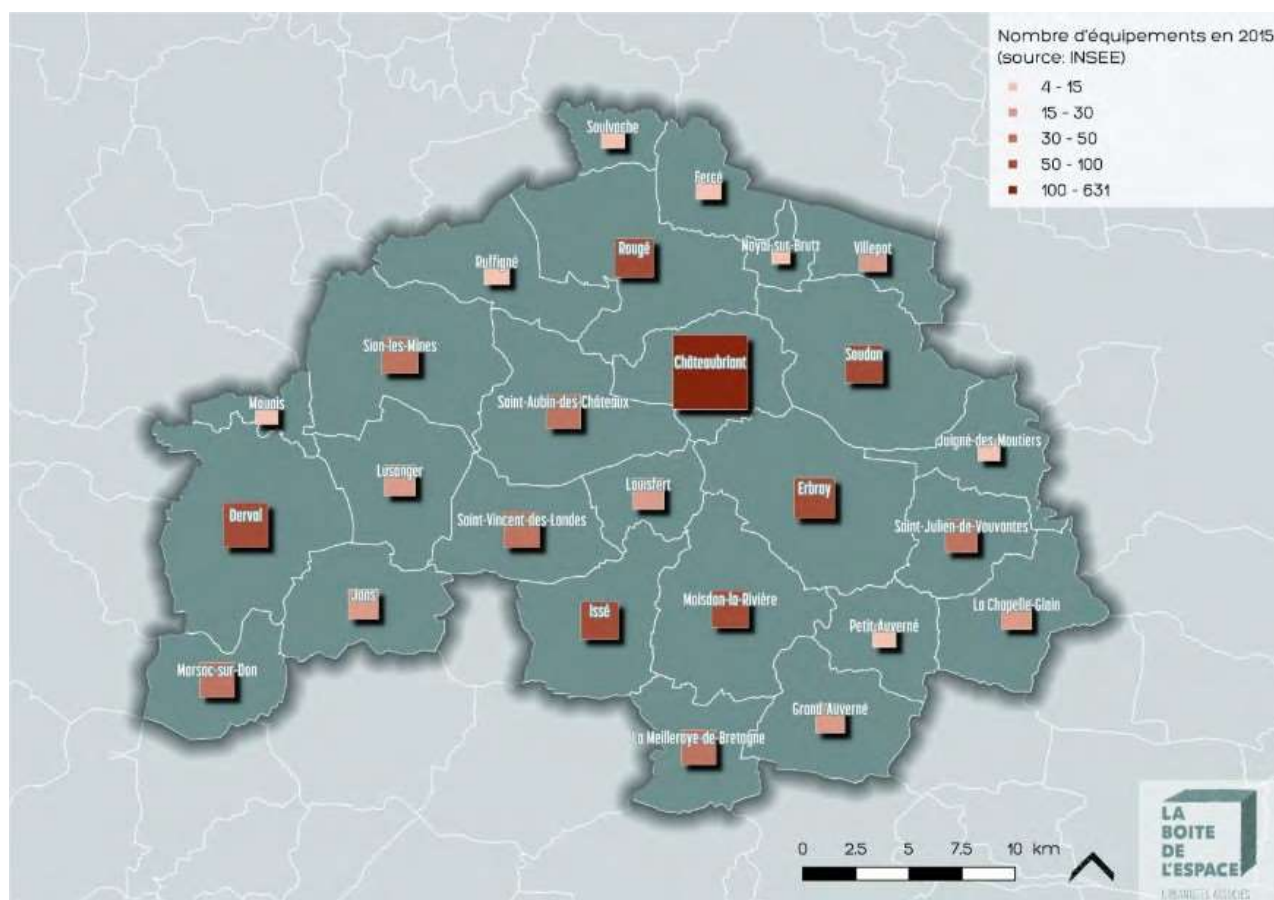 Nombre d'équipements en 2015
(source: INSEE)
4 - 15
15 - 30
30 - 50
50 - 100
100 - 631
Soulvache
Fercé
Rougé
Noyal-sur-Brutz
Villepot
Ruffigné
Sion-les-Mines
Châteaubriant
Soudan
Mouais
Saint-Aubin-des-Châteaux
Juigné-des-Moutiers
Lusanger
Louisfert
Erbray
Derval
Saint-Vincent-des-Landes
Saint-Julien-de-Vouvantes
Jans
Issé
Moisdon-la-Rivière
La Chapelle-Glain
Petit Auverné
Marsac-sur-Don
Grand Auverné
La Meilleraye-de-Bretagne
0 2.5 5 7.5 10 km
LA
BOITE
DE
L'ESPACE
URBANISTES ASSOCIÉS